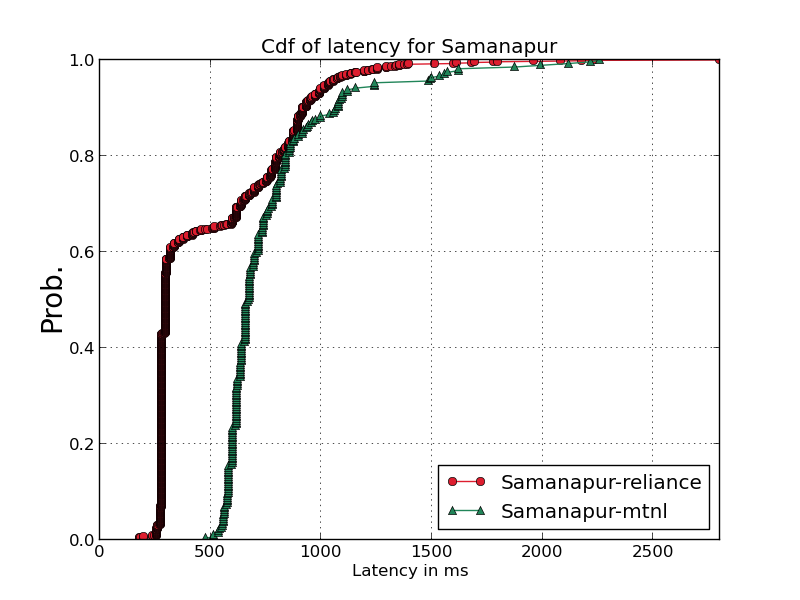 Cdf of latency for Samanapur
1.0
0.8
0.6
0.4
0.2
0.0
Prob.
0 500 1000 1500 2000 2500
Latency in ms
Samanapur-reliance
Samanapur-mtnl